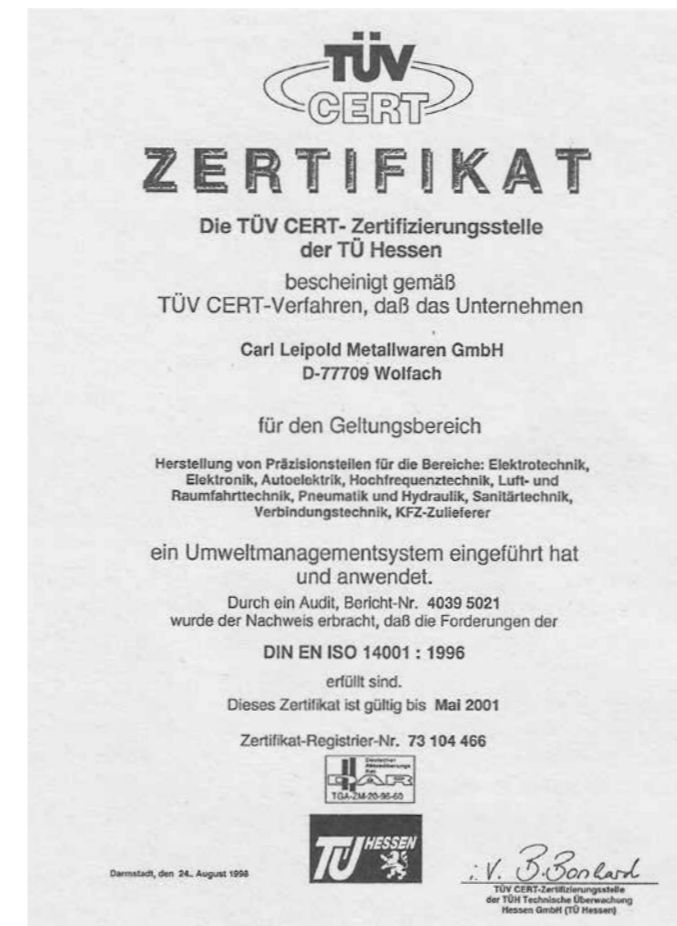 TÜV
CERT
ZERTIFIKAT
Die TÜV CERT- Zertifizierungsstelle
der TÜ Hessen
bescheinigt gemäß
TÜV CERT-Verfahren, daß das Unternehmen
Carl Leipold Metallwaren GmbH
D-77709 Wolfach
für den Geltungsbereich
Herstellung von Präzisionsteilen für die Bereiche: Elektrotechnik,
Elektronik, Autoelektrik, Hochfrequenztechnik, Luft- und
Raumfahrttechnik, Pneumatik und Hydraulik, Sanitärtechnik,
Verbindungstechnik, KFZ-Zulieferer
ein Umweltmanagementsystem eingeführt hat
und anwendet.
Durch ein Audit, Bericht-Nr. 4039 5021
wurde der Nachweis erbracht, daß die Forderungen der
DIN EN ISO 14001 : 1996
erfüllt sind.
Dieses Zertifikat ist gültig bis Mai 2001
Zertifikat-Registrier-Nr. 73 104 466
Deutscher
Akkreditierungs
Rat
DAR
TGA-ZM-20-96-60
TÜ HESSEN
Darmstadt, den 24.. August 1998
i.V. B. Bonhard
TÜV CERT-Zertifizierungsstelle
der TÜH Technische Überwachung
Hessen GmbH (TÜ Hessen)